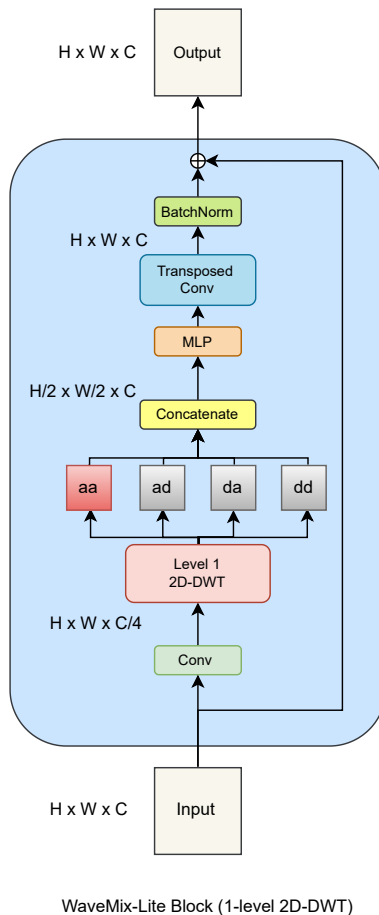 H x W x C
Output
BatchNorm
H x W x C
Transposed
Conv
MLP
H/2 x W/2 x C
Concatenate
aa
ad
da
dd
Level 1
2D-DWT
H x W x C/4
Conv
H x W x C
Input
WaveMix-Lite Block (1-level 2D-DWT)